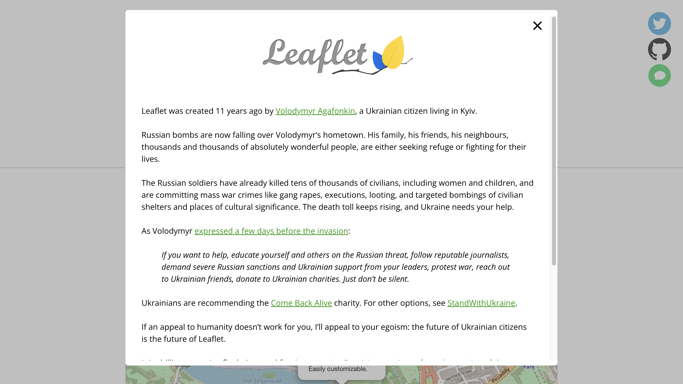 Leaflet
Leaflet was created 11 years ago by Volodymyr Agafonkin, a Ukrainian citizen living in Kyiv.
Russian bombs are now falling over Volodymyr's hometown. His family, his friends, his neighbours,
thousands and thousands of absolutely wonderful people, are either seeking refuge or fighting for their
lives.
The Russian soldiers have already killed tens of thousands of civilians, including women and children, and
are committing mass war crimes like gang rapes, executions, looting, and targeted bombings of civilian
shelters and places of cultural significance. The death toll keeps rising, and Ukraine needs your help.
As Volodymyr expressed a few days before the invasion:
If you want to help, educate yourself and others on the Russian threat, follow reputable journalists,
demand severe Russian sanctions and Ukrainian support from your leaders, protest war, reach out
to Ukrainian friends, donate to Ukrainian charities. Just don't be silent.
Ukrainians are recommending the Come Back Alive charity. For other options, see StandWithUkraine.
If an appeal to humanity doesn't work for you, I'll appeal to your egoism: the future of Ukrainian citizens
is the future of Leaflet.
Easily customizable.
Park